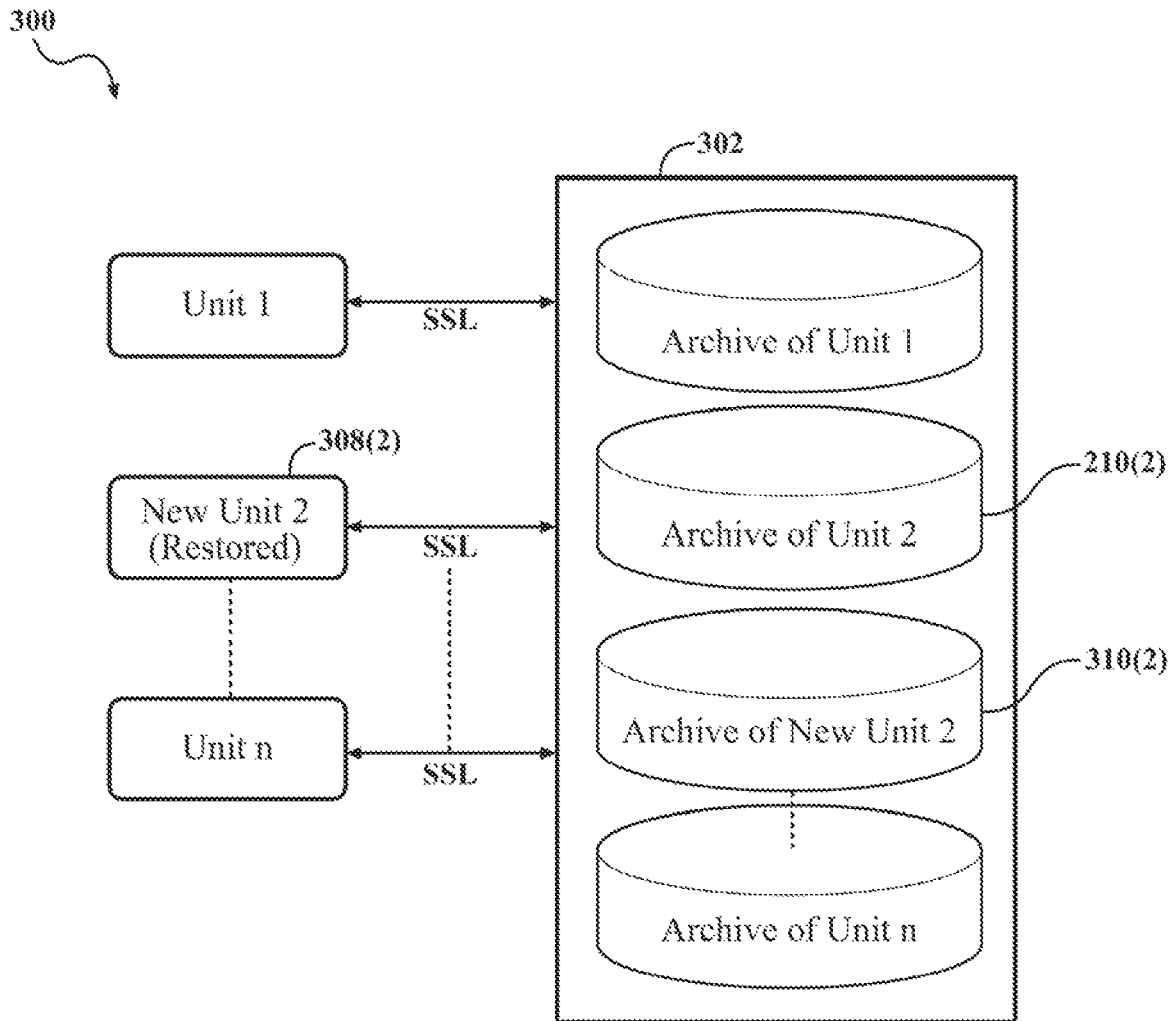 300
302
Unit 1
SSL
Archive of Unit 1
308(2)
New Unit 2
(Restored)
SSL
Archive of Unit 2
210(2)
Archive of New Unit 2
310(2)
Unit n
SSL
Archive of Unit n